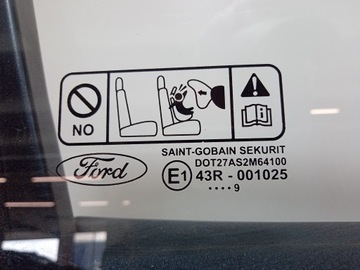 NO
SAINT-GOBAIN SEKURIT
DOT27AS2M64100
Ford
E1 43R - 001025
.... 9